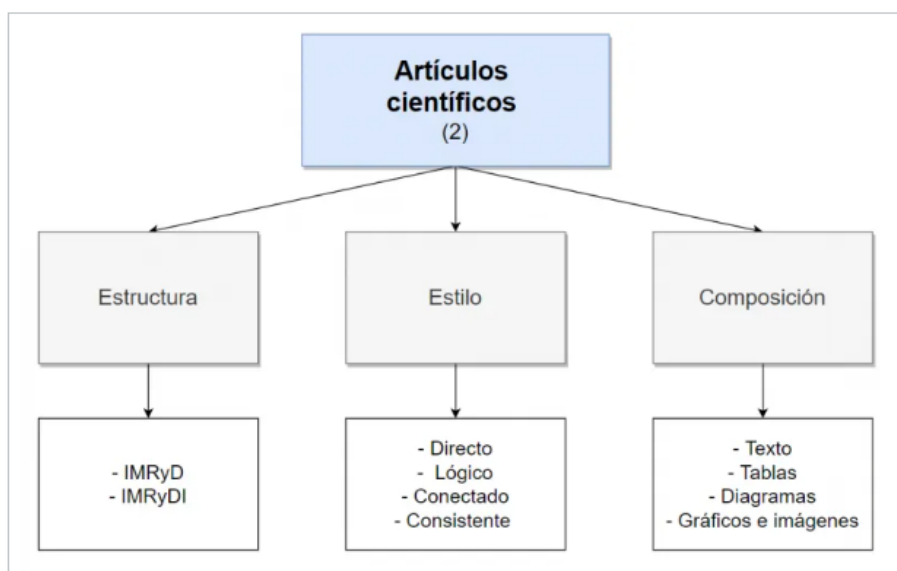 Artículos
científicos
(2)
Estructura
Estilo
Composición
- IMRyD
- IMRyDI
- Directo
- Lógico
- Conectado
- Consistente
- Texto
- Tablas
- Diagramas
- Gráficos e imágenes